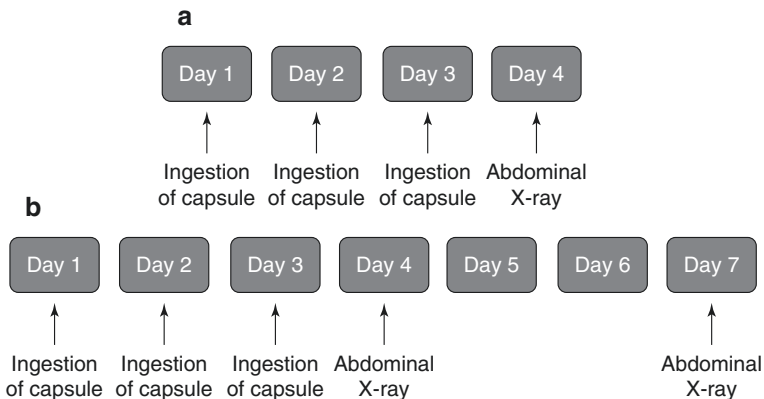 a
Day 1 Day 2 Day 3 Day 4
Ingestion Ingestion Ingestion Abdominal
of capsule of capsule of capsule X-ray
b
Day 1 Day 2 Day 3 Day 4 Day 5 Day 6 Day 7
Ingestion Ingestion Ingestion Abdominal Abdominal
of capsule of capsule of capsule X-ray X-ray